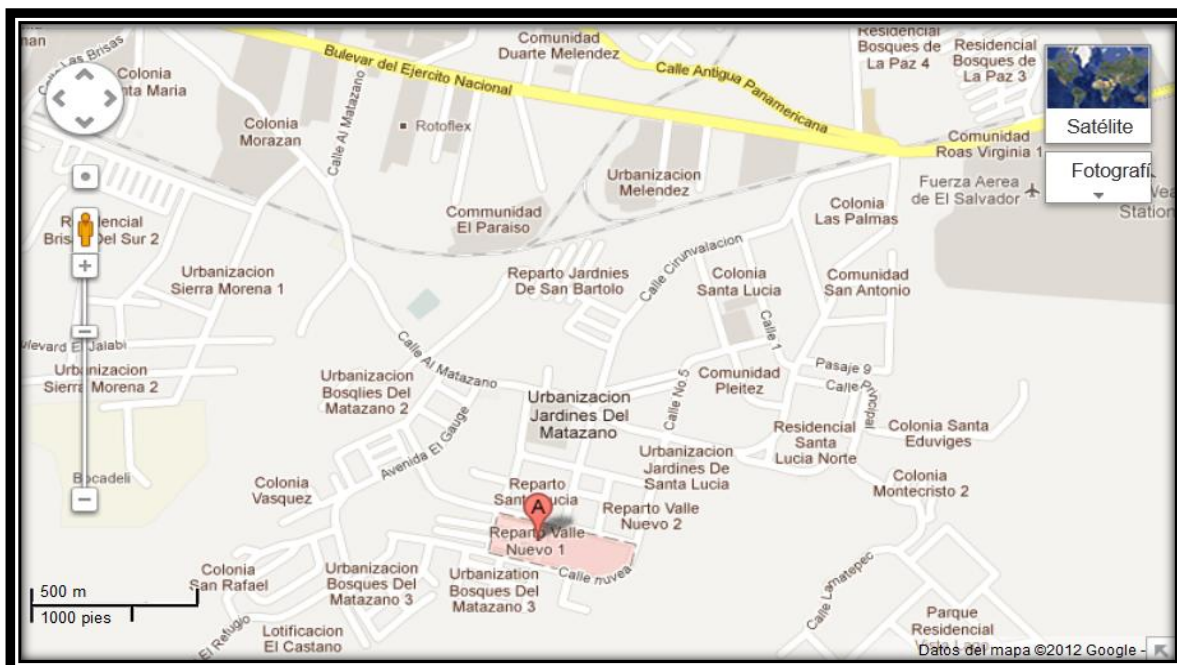 Comunidad
Duarte Melendez
Residencial
Bosques de
La Paz 4
Residencial
Bosques de
La Paz 3
Las Brisas
Colonia
Bulevar del Ejercito Nacional
Calle Antigua Panamericana
Satélite
Colonia
Morazan
Calle Al Matazano
Rotoflex
Comunidad
Roas Virginia 1
Fotografí
Urbanizacion
Melendez
Fuerza Aerea
de El Salvador
Station
Colonia
Las Palmas
Communidad
El Paraiso
Urbanizacion
Sierra Morena 1
Reparto Jardnies
De San Bartolo
Calle Cirunvalacion
Colonia
Santa Lucia
Comunidad
San Antonio
Calle 1
Calle Al Matazano
Urbanizacion
Sierra Morena 2
Urbanizacion
Bosqlies Del
Matazano 2
Urbanizacion
Jardines Del
Matazano
Calle No 5
Comunidad
Pleitez
Pasaje 9
Calle Principal
Avenida El Gauge
Residencial
Santa
Lucia Norte
Colonia Santa
Eduviges
Urbanizacion
Jardines De
Santa Lucia
Colonia
Montecristo 2
Bocadeli
Colonia
Vasquez
Reparto
Santa Lucia
Reparto Valle
Nuevo 2
A
Reparto Valle
Nuevo 1
Calle nuvea
Colonia
San Rafael
Urbanizacion
Bosques Del
Matazano 3
Urbanization
Bosques Del
Matazano 3
Calle Lamatepec
500 m
1000 pies
El Refugio
Lotificacion
El Castano
Parque
Residencial
Vista Lago
Datos del mapa ©2012 Google -